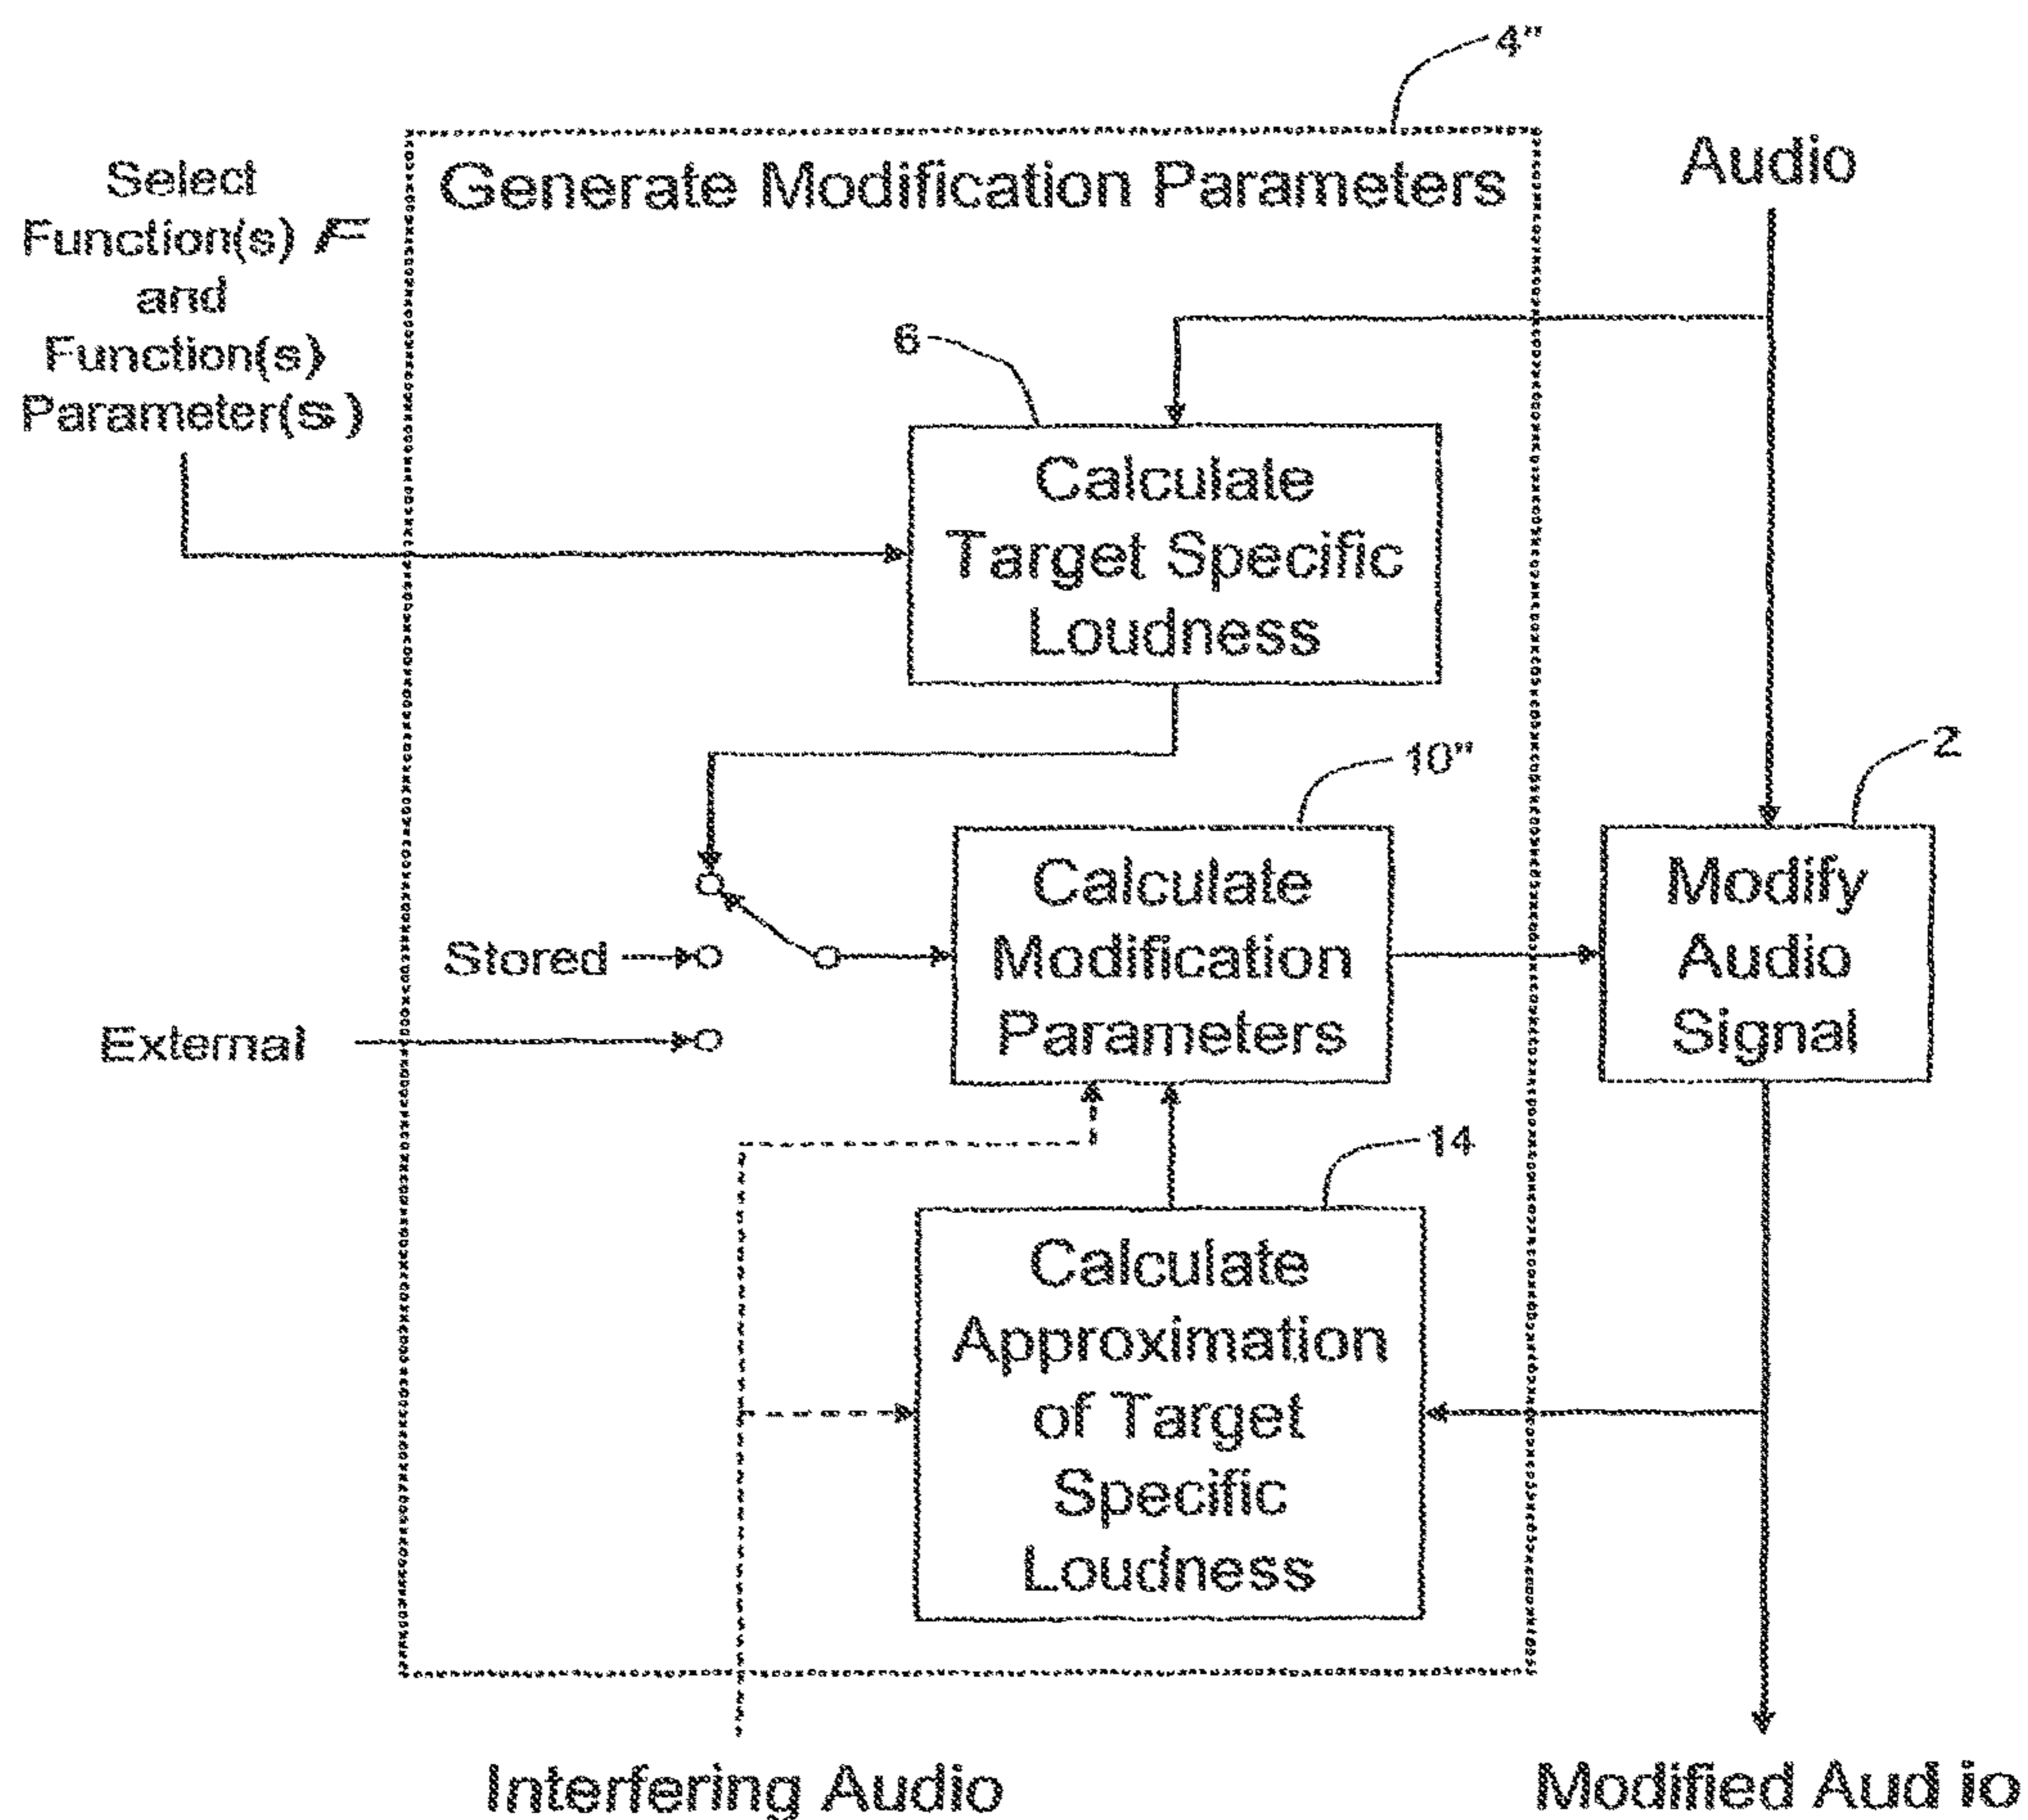 4"
Select
Function(s) F
and
Function(s)
Parameter(s)
Generate Modification Parameters
Audio
6
Calculate
Target Specific
Loudness
10"
2
Calculate
Modification
Parameters
Modify
Audio
Signal
Stored
External
14
Calculate
Approximation
of Target
Specific
Loudness
Interfering Audio
Modified Aud io